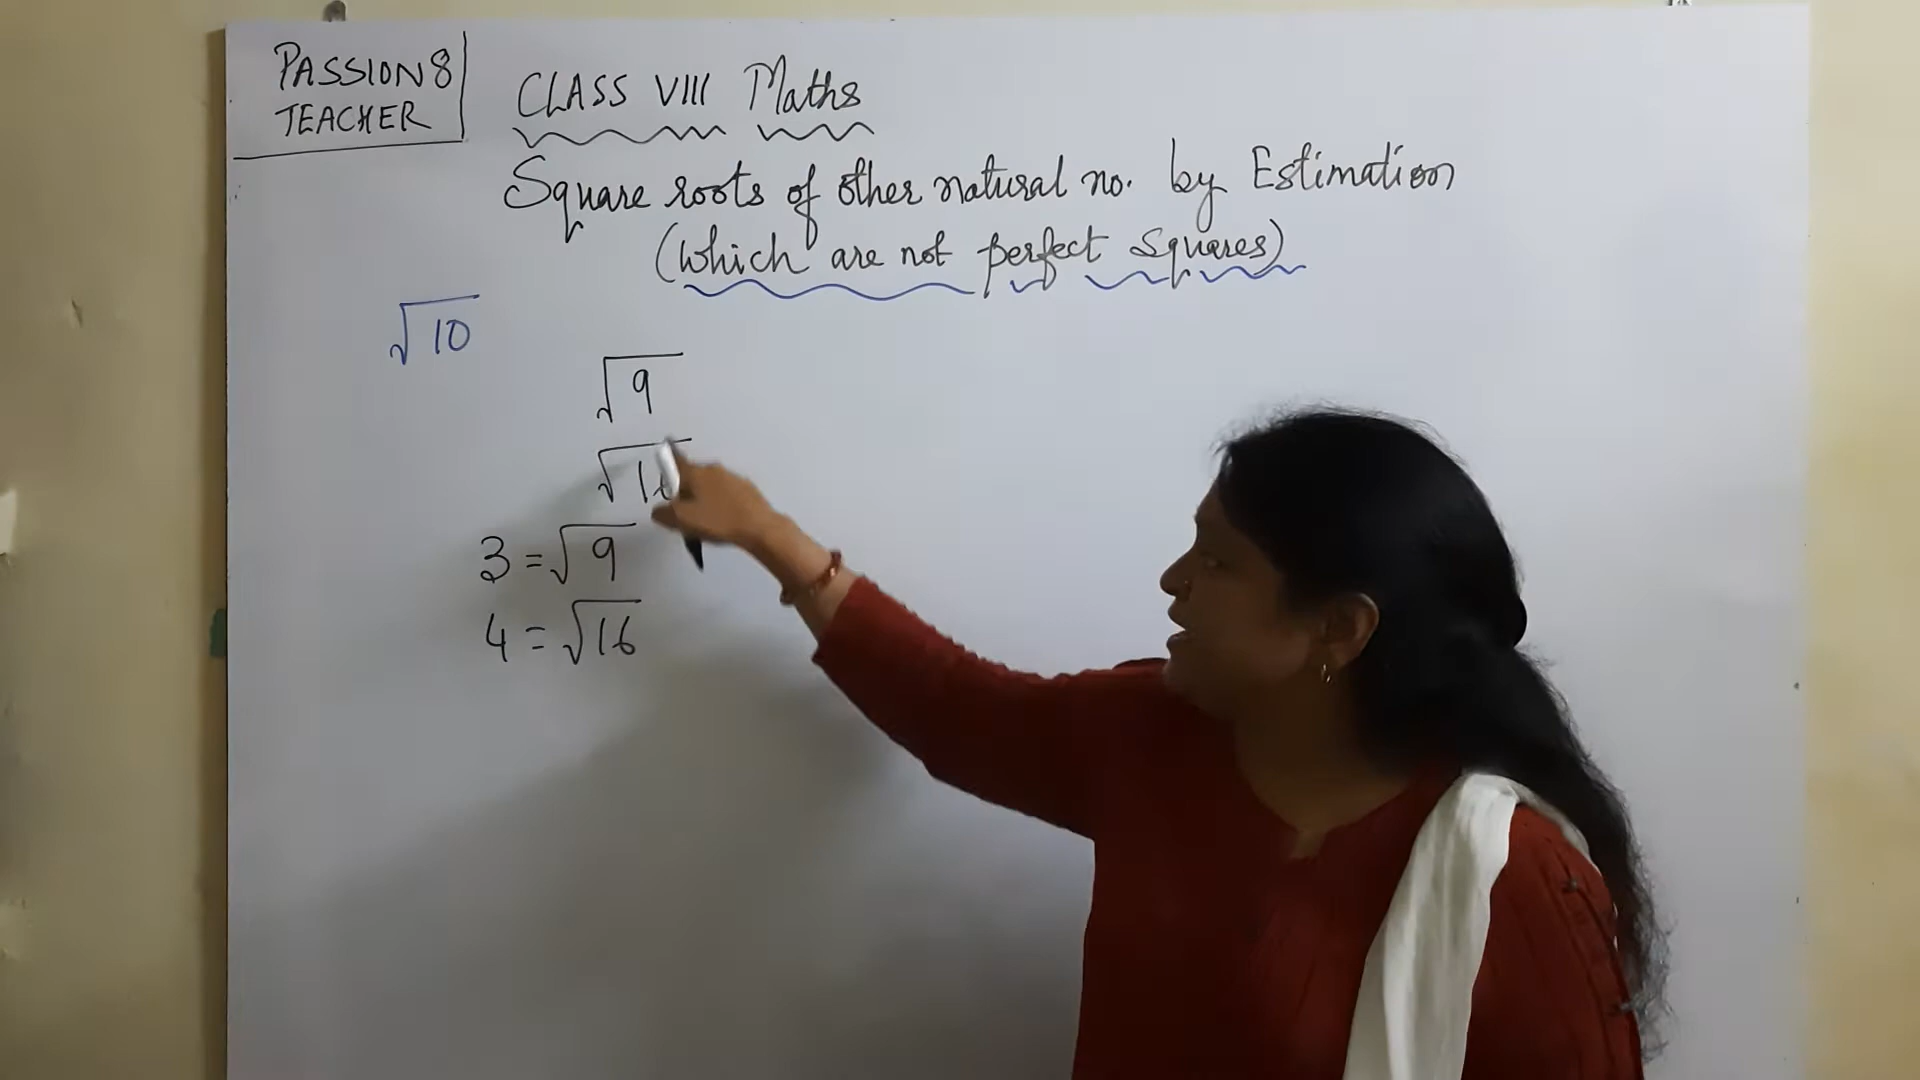 PASSION8
TEACHER
CLASS VIII Maths
Square roots of other natural no. by Estimation
(which are not perfect squares)
√10
√9
3 = √9
4 = √16